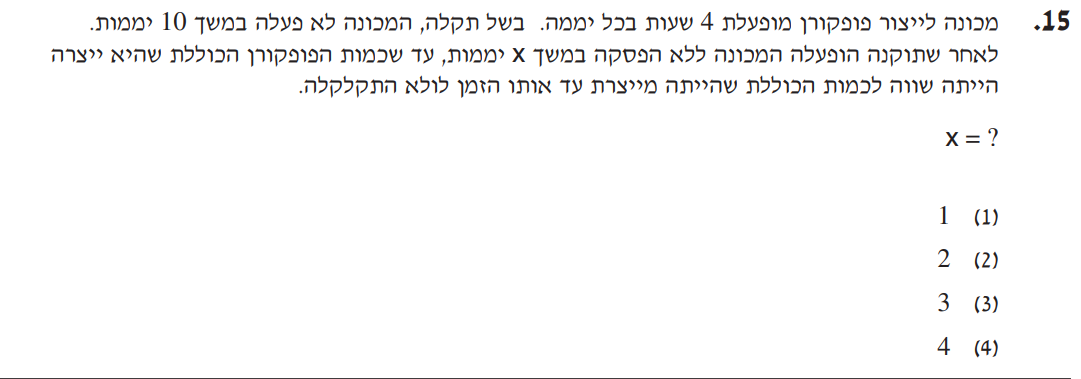 15. מכונה לייצור פופקורן מופעלת 4 שעות בכל יממה. בשל תקלה, המכונה לא פעלה במשך 10 יממות.
לאחר שתוקנה הופעלה המכונה ללא הפסקה במשך x יממות, עד שכמות הפופקורן הכוללת שהיא ייצרה
הייתה שווה לכמות הכוללת שהייתה מייצרת עד אותו הזמן לולא התקלקלה.
x = ?
(1) 1
(2) 2
(3) 3
(4) 4